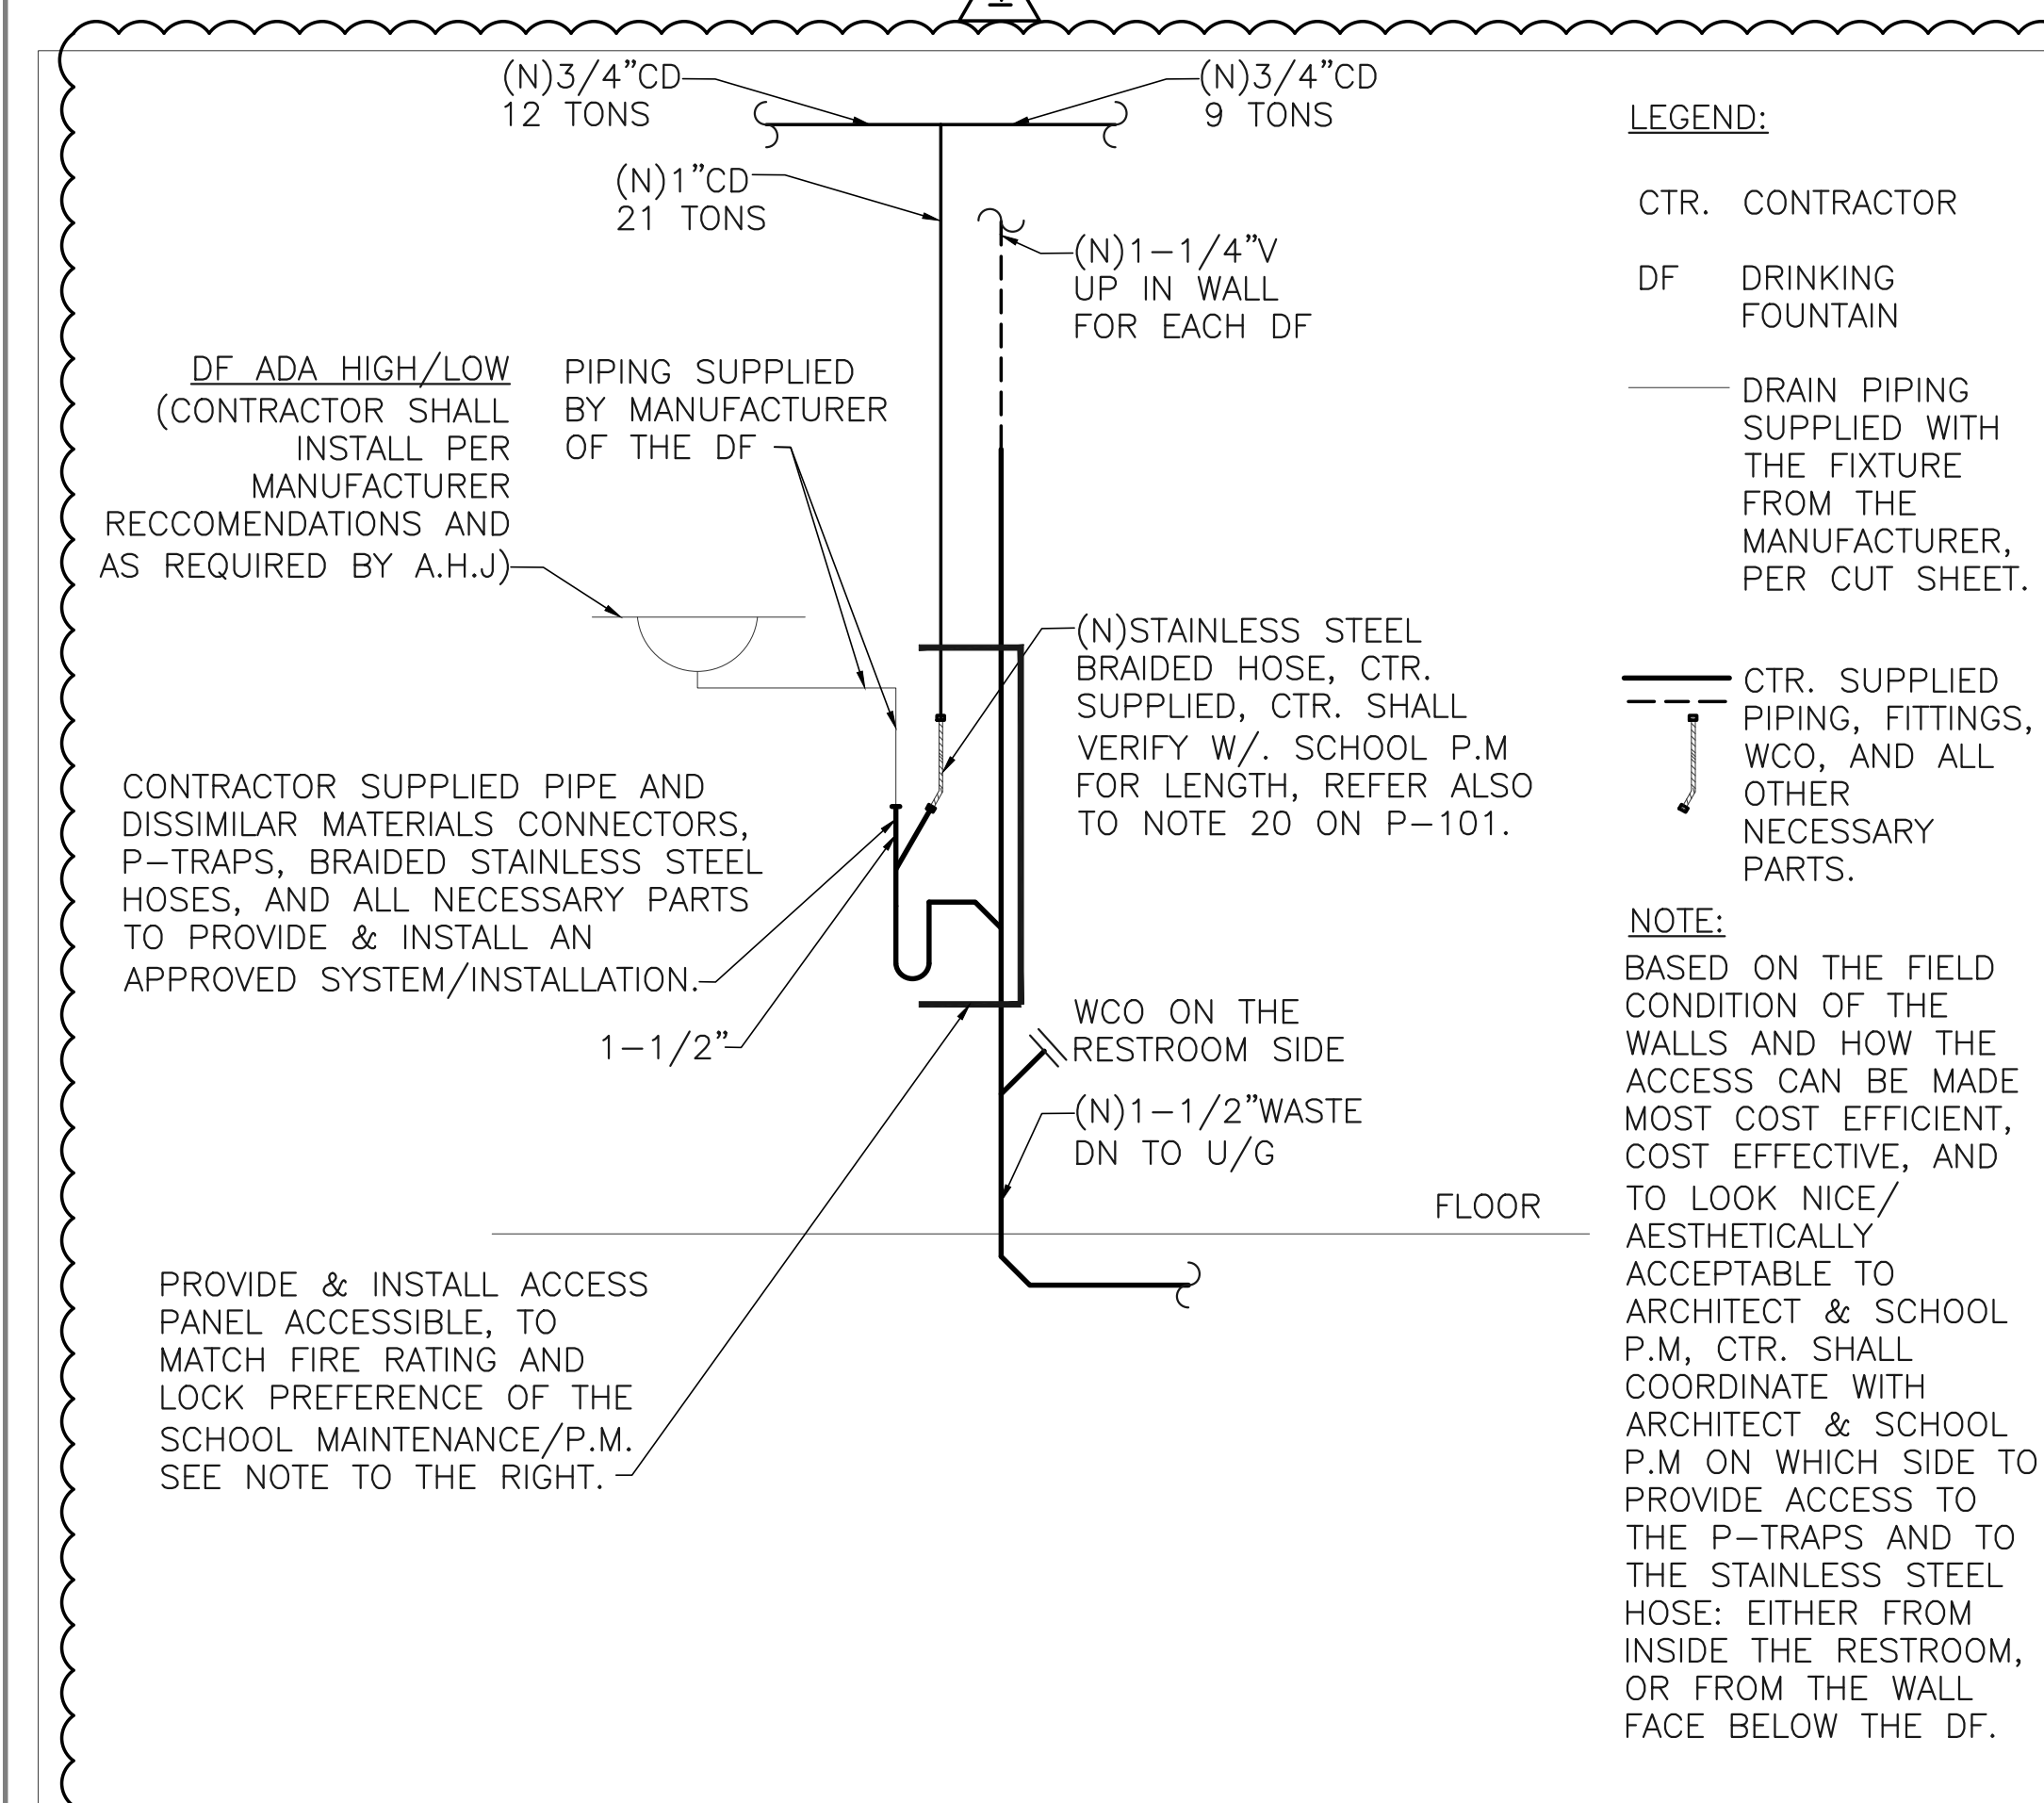 (N)3/4”CD
12 TONS
(N)3/4”CD
9 TONS
(N)1”CD
21 TONS
(N)1-1/4”V
UP IN WALL
FOR EACH DF
DF ADA HIGH/LOW
(CONTRACTOR SHALL
INSTALL PER
MANUFACTURER
RECCOMENDATIONS AND
AS REQUIRED BY A.H.J)
PIPING SUPPLIED
BY MANUFACTURER
OF THE DF
(N)STAINLESS STEEL
BRAIDED HOSE, CTR.
SUPPLIED, CTR. SHALL
VERIFY W/. SCHOOL P.M
FOR LENGTH, REFER ALSO
TO NOTE 20 ON P-101.
CONTRACTOR SUPPLIED PIPE AND
DISSIMILAR MATERIALS CONNECTORS,
P-TRAPS, BRAIDED STAINLESS STEEL
HOSES, AND ALL NECESSARY PARTS
TO PROVIDE & INSTALL AN
APPROVED SYSTEM/INSTALLATION.
1-1/2”
WCO ON THE
RESTROOM SIDE
(N)1-1/2”WASTE
DN TO U/G
FLOOR
PROVIDE & INSTALL ACCESS
PANEL ACCESSIBLE, TO
MATCH FIRE RATING AND
LOCK PREFERENCE OF THE
SCHOOL MAINTENANCE/P.M.
SEE NOTE TO THE RIGHT.
LEGEND:
CTR. CONTRACTOR
DF DRINKING
FOUNTAIN
DRAIN PIPING
SUPPLIED WITH
THE FIXTURE
FROM THE
MANUFACTURER,
PER CUT SHEET.
CTR. SUPPLIED
PIPING, FITTINGS,
WCO, AND ALL
OTHER
NECESSARY
PARTS.
NOTE:
BASED ON THE FIELD
CONDITION OF THE
WALLS AND HOW THE
ACCESS CAN BE MADE
MOST COST EFFICIENT,
COST EFFECTIVE, AND
TO LOOK NICE/
AESTHETICALLY
ACCEPTABLE TO
ARCHITECT & SCHOOL
P.M, CTR. SHALL
COORDINATE WITH
ARCHITECT & SCHOOL
P.M ON WHICH SIDE TO
PROVIDE ACCESS TO
THE P-TRAPS AND TO
THE STAINLESS STEEL
HOSE: EITHER FROM
INSIDE THE RESTROOM,
OR FROM THE WALL
FACE BELOW THE DF.